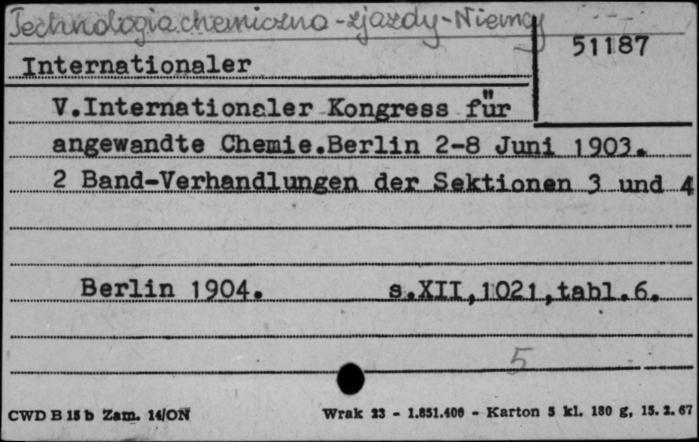 Technologia chemiczna - zjazdy - Niemcy
51187
Internationaler
V.Internationaler Kongress für
angewandte Chemie.Berlin 2-8 Juni 1903.
2 Band-Verhandlungen der Sektionen 3 und 4
Berlin 1904. s.XII,1021,tabl.6.
5
CWD B 15 b Zam. 14/ON Wrak 23 - 1.851.400 - Karton 5 kl. 180 g, 15.2.67